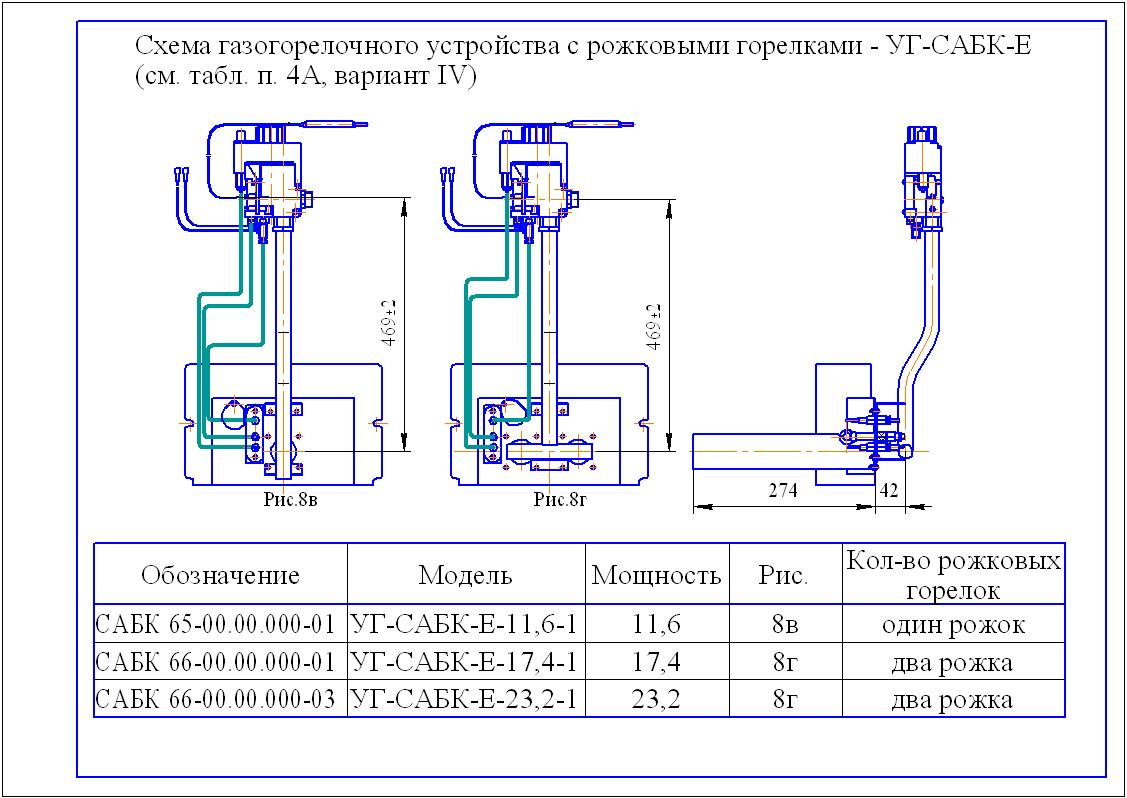 Схема газогорелочного устройства с рожковыми горелками - УГ-САБК-Е
(см. табл. п. 4А, вариант IV)
469±2
469±2
Рис.8в
Рис.8г
274
42
Обозначение Модель Мощность Рис. Кол-во рожковых
горелок
САБК 65-00.00.000-01 УГ-САБК-Е-11,6-1 11,6 8в один рожок
САБК 66-00.00.000-01 УГ-САБК-Е-17,4-1 17,4 8г два рожка
САБК 66-00.00.000-03 УГ-САБК-Е-23,2-1 23,2 8г два рожка